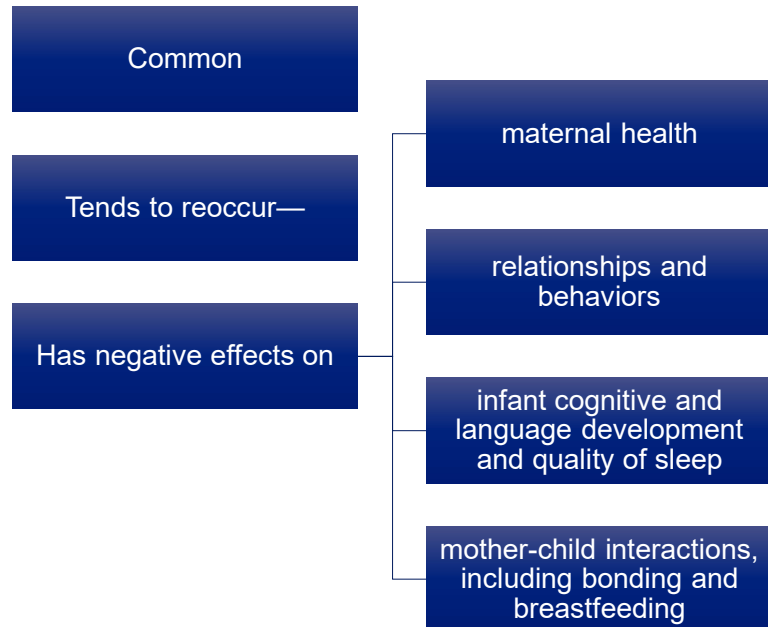 Common
Tends to reoccur—
Has negative effects on
maternal health
relationships and
behaviors
infant cognitive and
language development
and quality of sleep
mother-child interactions,
including bonding and
breastfeeding